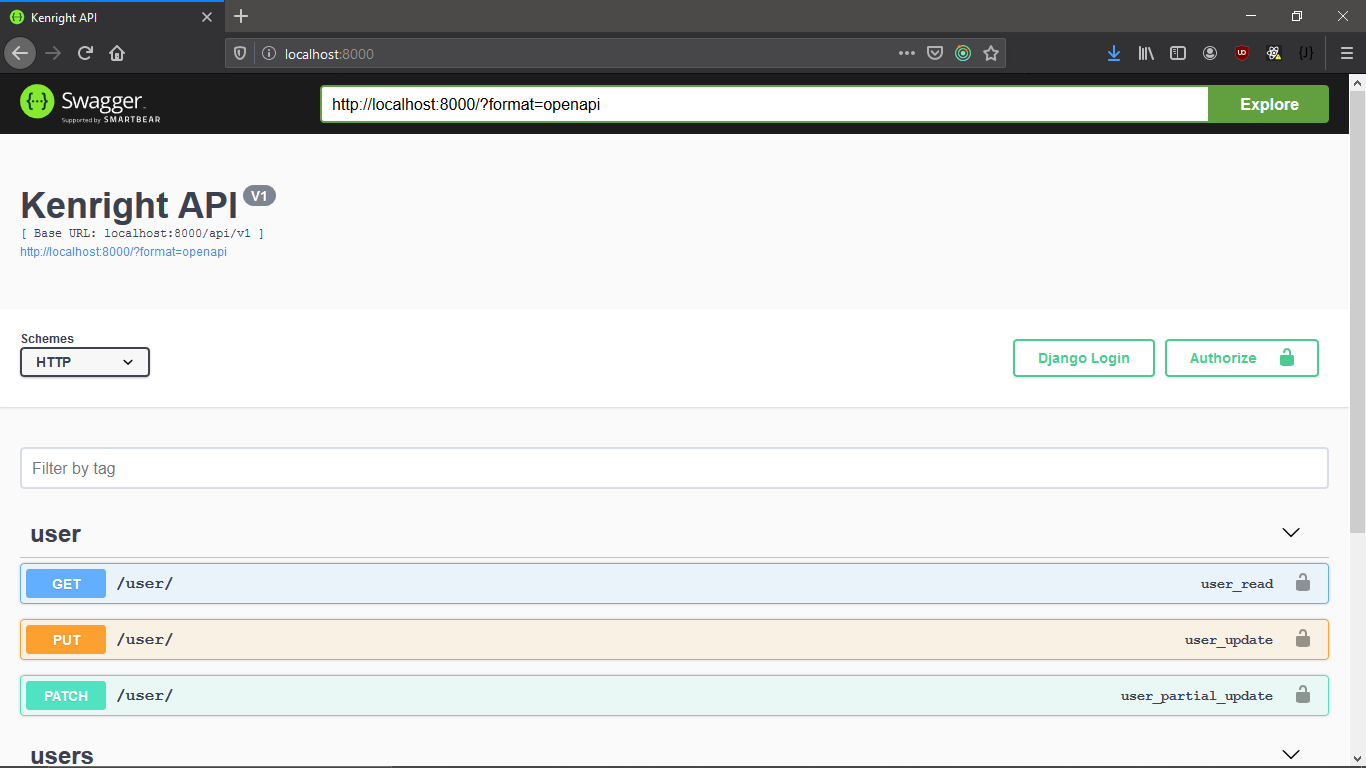 Kenright API
localhost:8000
Swagger
Supported by SMARTBEAR
http://localhost:8000/?format=openapi
Explore
Kenright API V1
[ Base URL: localhost:8000/api/v1 ]
http://localhost:8000/?format=openapi
Schemes
HTTP
Django Login
Authorize
Filter by tag
user
GET /user/ user_read
PUT /user/ user_update
PATCH /user/ user_partial_update
users